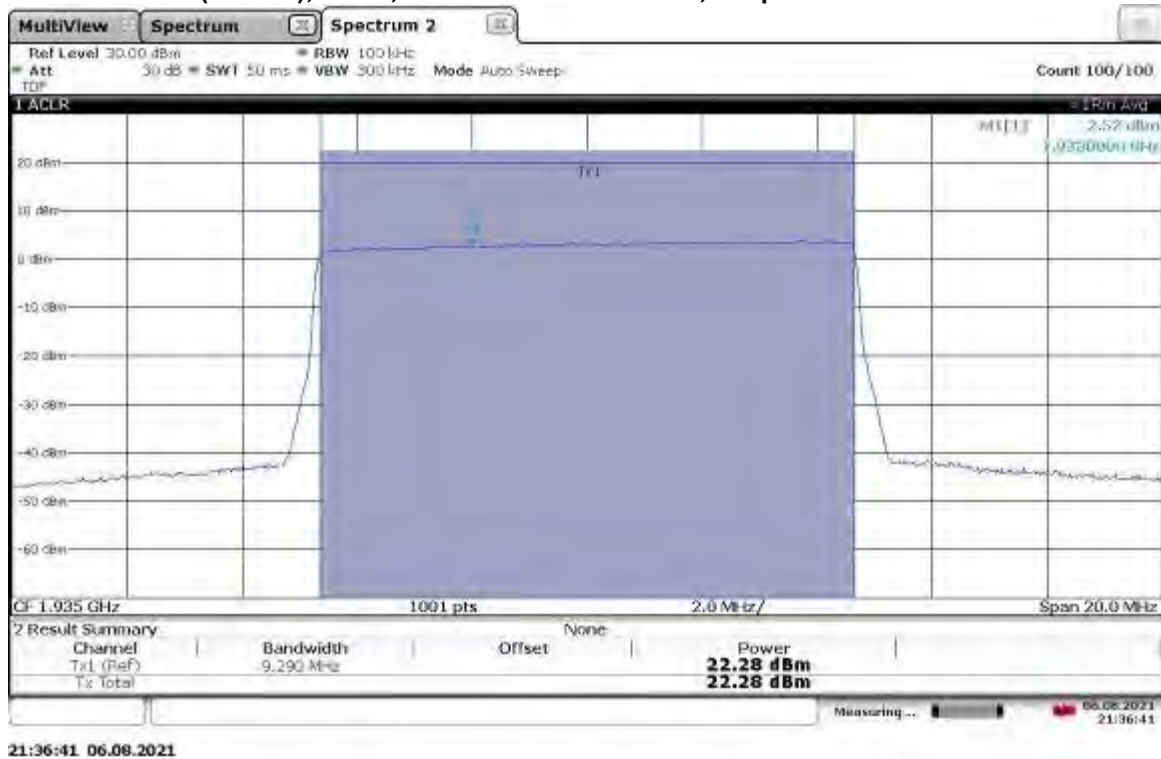 MultiView Spectrum Spectrum 2
Ref Level 30.00 dBm RBW 100 kHz
Att 30 dB SWT 50 ms VBW 300 kHz Mode Auto Sweep Count 100/100
TDF
1 ACLR 1Rm Avg
M1[1] 2.52 dBm
1.9330000 GHz
20 dBm
Tx1
10 dBm
0 dBm
-10 dBm
-20 dBm
-30 dBm
-40 dBm
-50 dBm
-60 dBm
CF 1.935 GHz 1001 pts 2.0 MHz/ Span 20.0 MHz
2 Result Summary None
Channel Bandwidth Offset Power
Tx1 (Ref) 9.290 MHz 22.28 dBm
Tx Total 22.28 dBm
Measuring... 06.08.2021
21:36:41
21:36:41 06.08.2021